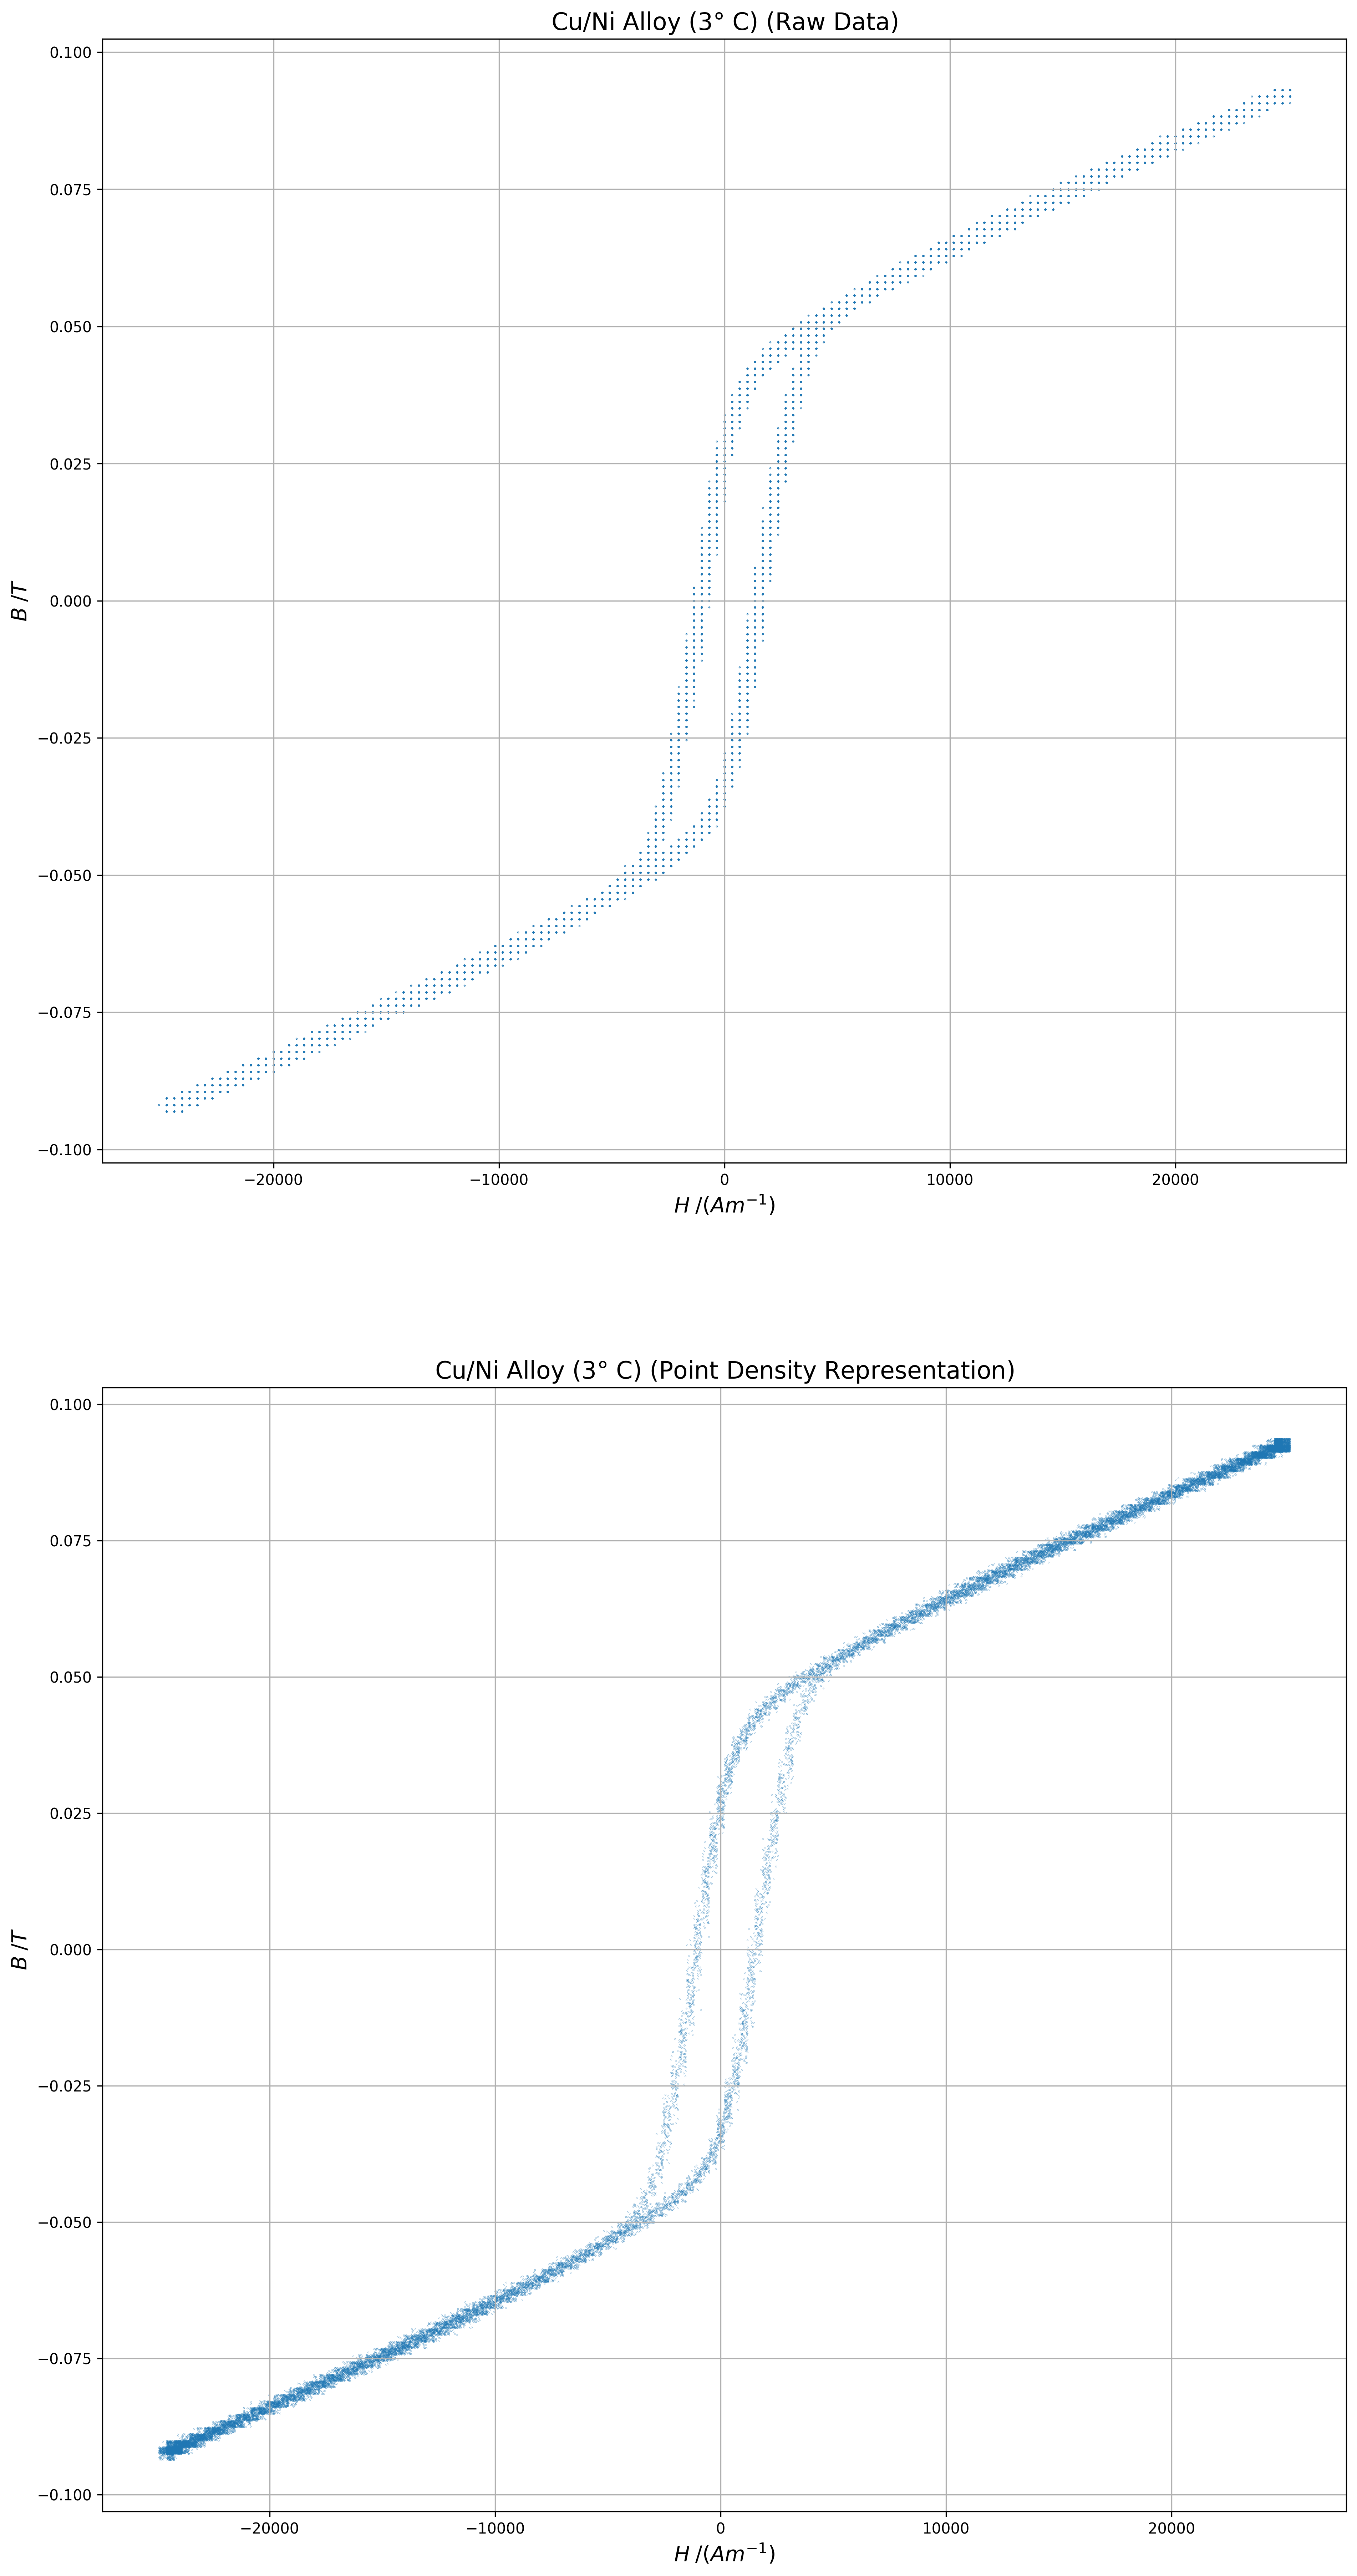 Cu/Ni Alloy (3° C) (Raw Data)
0.100
0.075
0.050
0.025
0.000
−0.025
−0.050
−0.075
−0.100
B /T
−20000 −10000 0 10000 20000
H /(Am⁻¹)
Cu/Ni Alloy (3° C) (Point Density Representation)
0.100
0.075
0.050
0.025
0.000
−0.025
−0.050
−0.075
−0.100
B /T
−20000 −10000 0 10000 20000
H /(Am⁻¹)